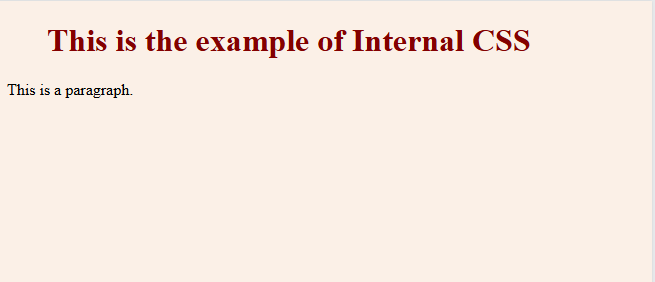 This is the example of Internal CSS
This is a paragraph.